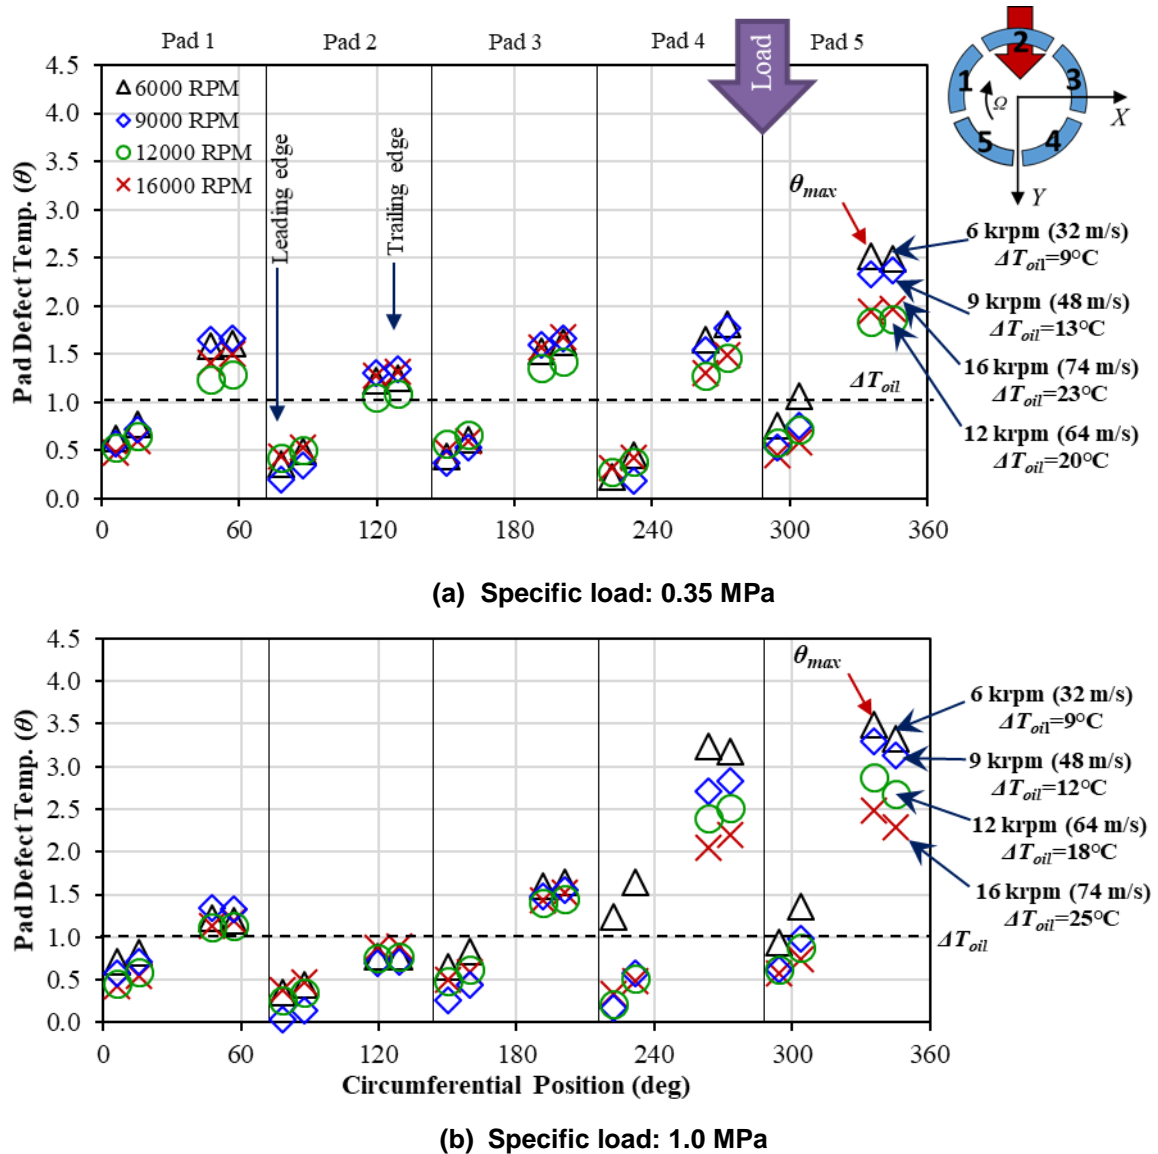 (a)
Pad 1 Pad 2 Pad 3 Pad 4 Pad 5
Load
Pad Defect Temp. (θ)
4.5
4.0
3.5
3.0
2.5
2.0
1.5
1.0
0.5
0.0
6000 RPM
9000 RPM
12000 RPM
16000 RPM
Leading edge
Trailing edge
θmax
ΔToil
0 60 120 180 240 300 360
1 2 3 4 5
Ω
X
Y
6 krpm (32 m/s)
ΔToil=9°C
9 krpm (48 m/s)
ΔToil=13°C
16 krpm (74 m/s)
ΔToil=23°C
12 krpm (64 m/s)
ΔToil=20°C
(a) Specific load: 0.35 MPa
Pad Defect Temp. (θ)
4.5
4.0
3.5
3.0
2.5
2.0
1.5
1.0
0.5
0.0
θmax
ΔToil
6 krpm (32 m/s)
ΔToil=9°C
9 krpm (48 m/s)
ΔToil=12°C
12 krpm (64 m/s)
ΔToil=18°C
16 krpm (74 m/s)
ΔToil=25°C
0 60 120 180 240 300 360
Circumferential Position (deg)
(b) Specific load: 1.0 MPa